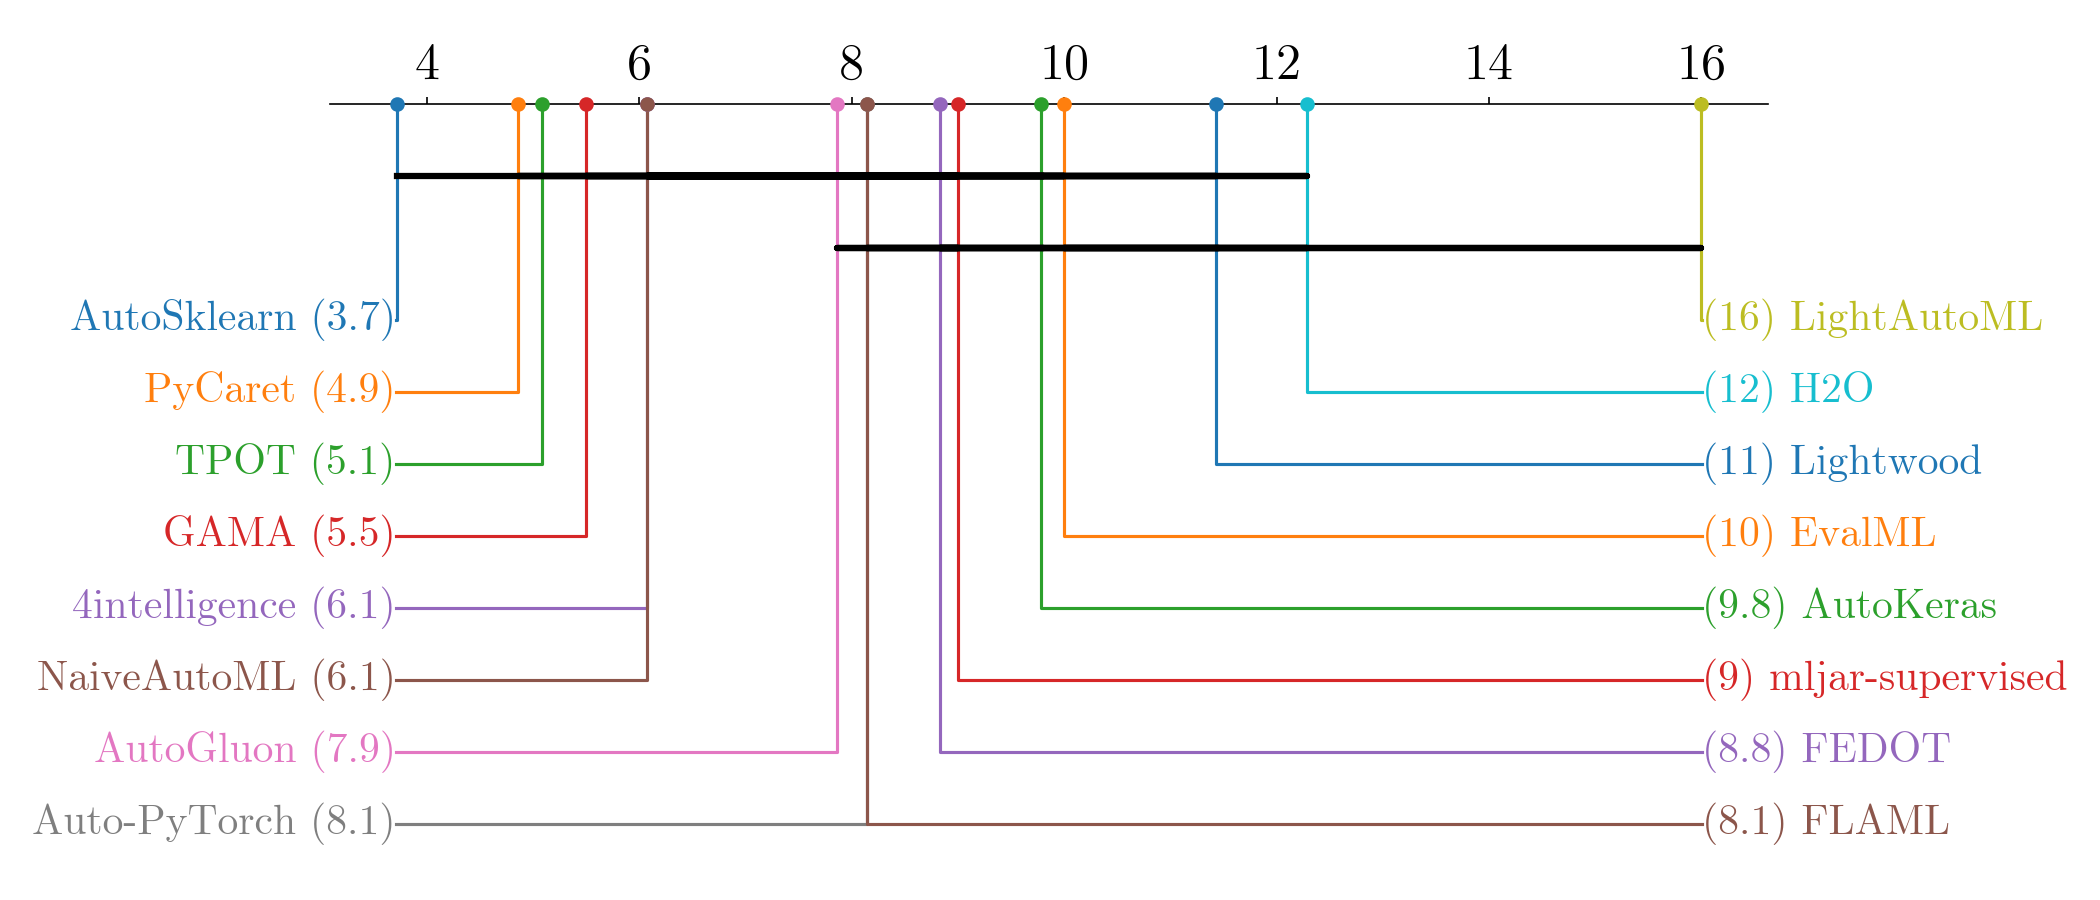 4 6 8 10 12 14 16
AutoSklearn (3.7) (16) LightAutoML
PyCaret (4.9) (12) H2O
TPOT (5.1) (11) Lightwood
GAMA (5.5) (10) EvalML
4intelligence (6.1) (9.8) AutoKeras
NaiveAutoML (6.1) (9) mljar-supervised
AutoGluon (7.9) (8.8) FEDOT
Auto-PyTorch (8.1) (8.1) FLAML